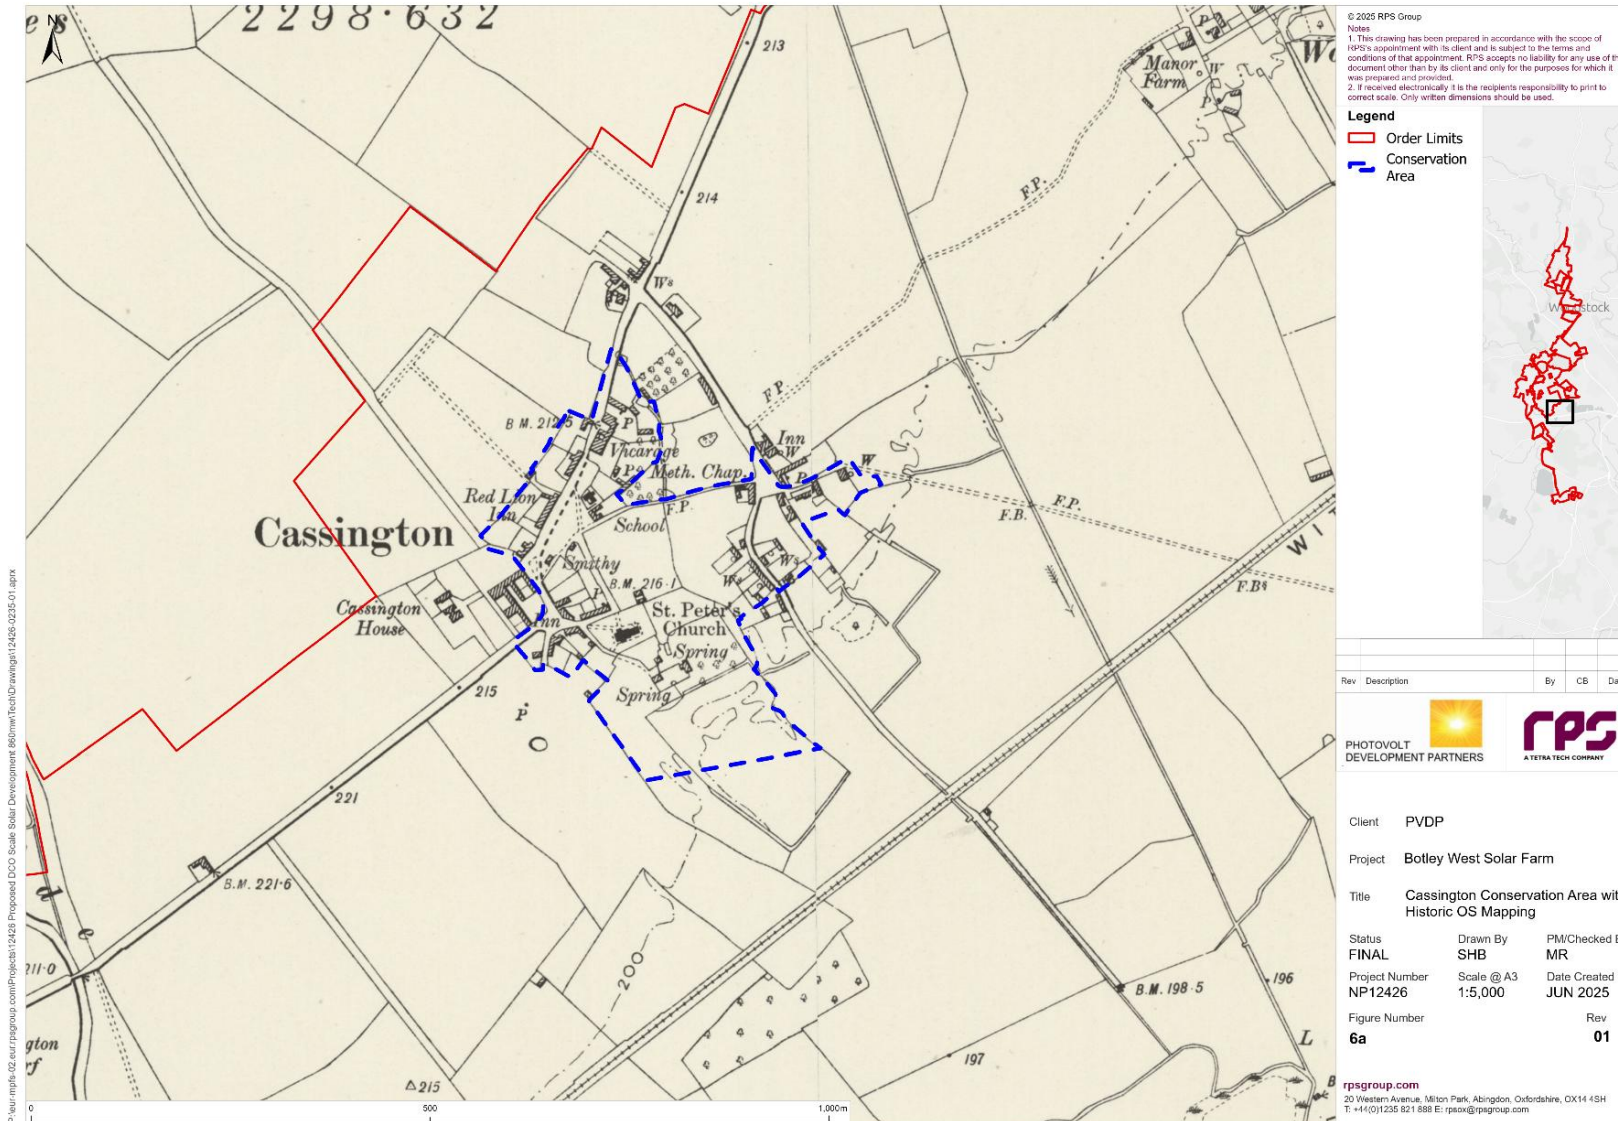 N
2298·632
213
Manor
Farm
W
P
P
214
F.P.
Ws
F.P.
B.M. 212·5
P
Vicarage
P
Inn
W
P
W
Meth. Chap.
Red Lion
Inn
School
F.P.
F.B.
F.P.
Cassington
Smithy
B.M. 216·1
Ws
Ws
P
F.Bs
WIT
Cassington
House
Inn
St. Peter's
Church
Spring
Spring
215
P
221
B.M. 221·6
200
211·0
B.M. 198·5
196
197
L
△215
0
500
1,000m
© 2025 RPS Group
Notes
1. This drawing has been prepared in accordance with the scope of
RPS's appointment with its client and is subject to the terms and
conditions of that appointment. RPS accepts no liability for any use of th
document other than by its client and only for the purposes for which it
was prepared and provided.
2. If received electronically it is the recipients responsibility to print to
correct scale. Only written dimensions should be used.
Legend
Order Limits
Conservation
Area
Woodstock
Rev Description By CB Da
PHOTOVOLT
DEVELOPMENT PARTNERS
rps
A TETRA TECH COMPANY
Client PVDP
Project Botley West Solar Farm
Title Cassington Conservation Area wit
Historic OS Mapping
Status Drawn By PM/Checked B
FINAL SHB MR
Project Number Scale @ A3 Date Created
NP12426 1:5,000 JUN 2025
Figure Number Rev
6a 01
rpsgroup.com
20 Western Avenue, Milton Park, Abingdon, Oxfordshire, OX14 4SH
T: +44(0)1235 821 888 E: rpsox@rpsgroup.com